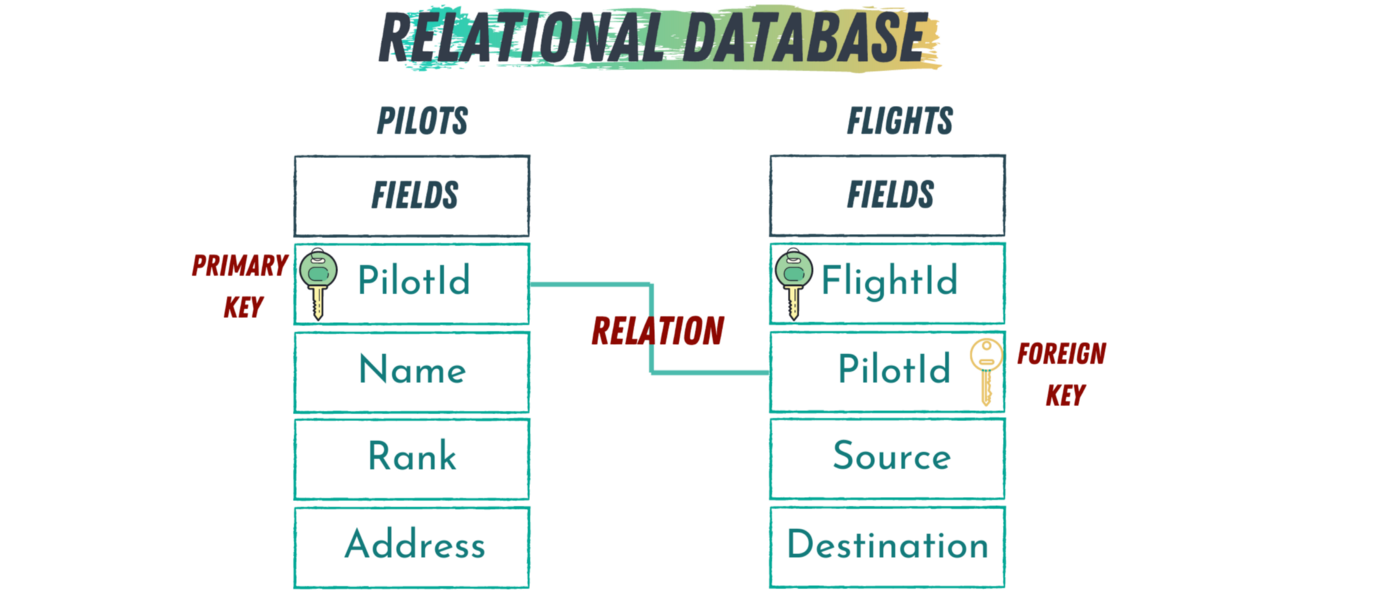 RELATIONAL DATABASE
PILOTS
FLIGHTS
FIELDS
FIELDS
PRIMARY
KEY
PilotId
FlightId
RELATION
Name
PilotId
FOREIGN
KEY
Rank
Source
Address
Destination